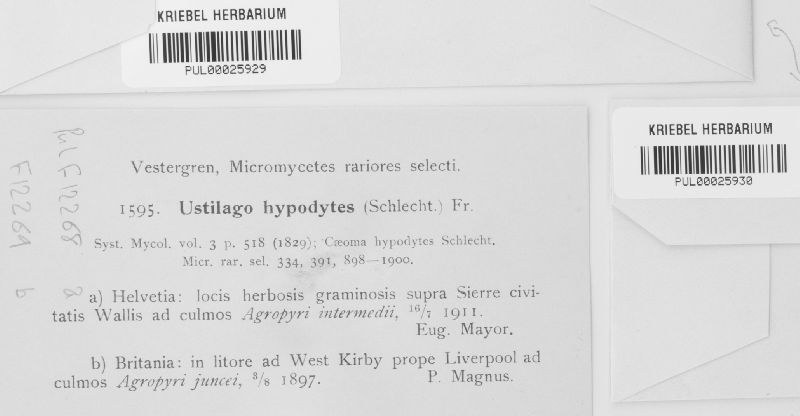 KRIEBEL HERBARIUM
PUL00025929
KRIEBEL HERBARIUM
PUL00025930
Pul F12268 a
F12269 b
Vestergren, Micromycetes rariores selecti.
1595. Ustilago hypodytes (Schlecht.) Fr.
Syst. Mycol. vol. 3 p. 518 (1829); Cæoma hypodytes Schlecht.
Micr. rar. sel. 334, 391, 898—1900.
a) Helvetia: locis herbosis graminosis supra Sierre civi-
tatis Wallis ad culmos Agropyri intermedii, 16/7 1911.
Eug. Mayor.
b) Britania: in litore ad West Kirby prope Liverpool ad
culmos Agropyri juncei, 3/8 1897. P. Magnus.